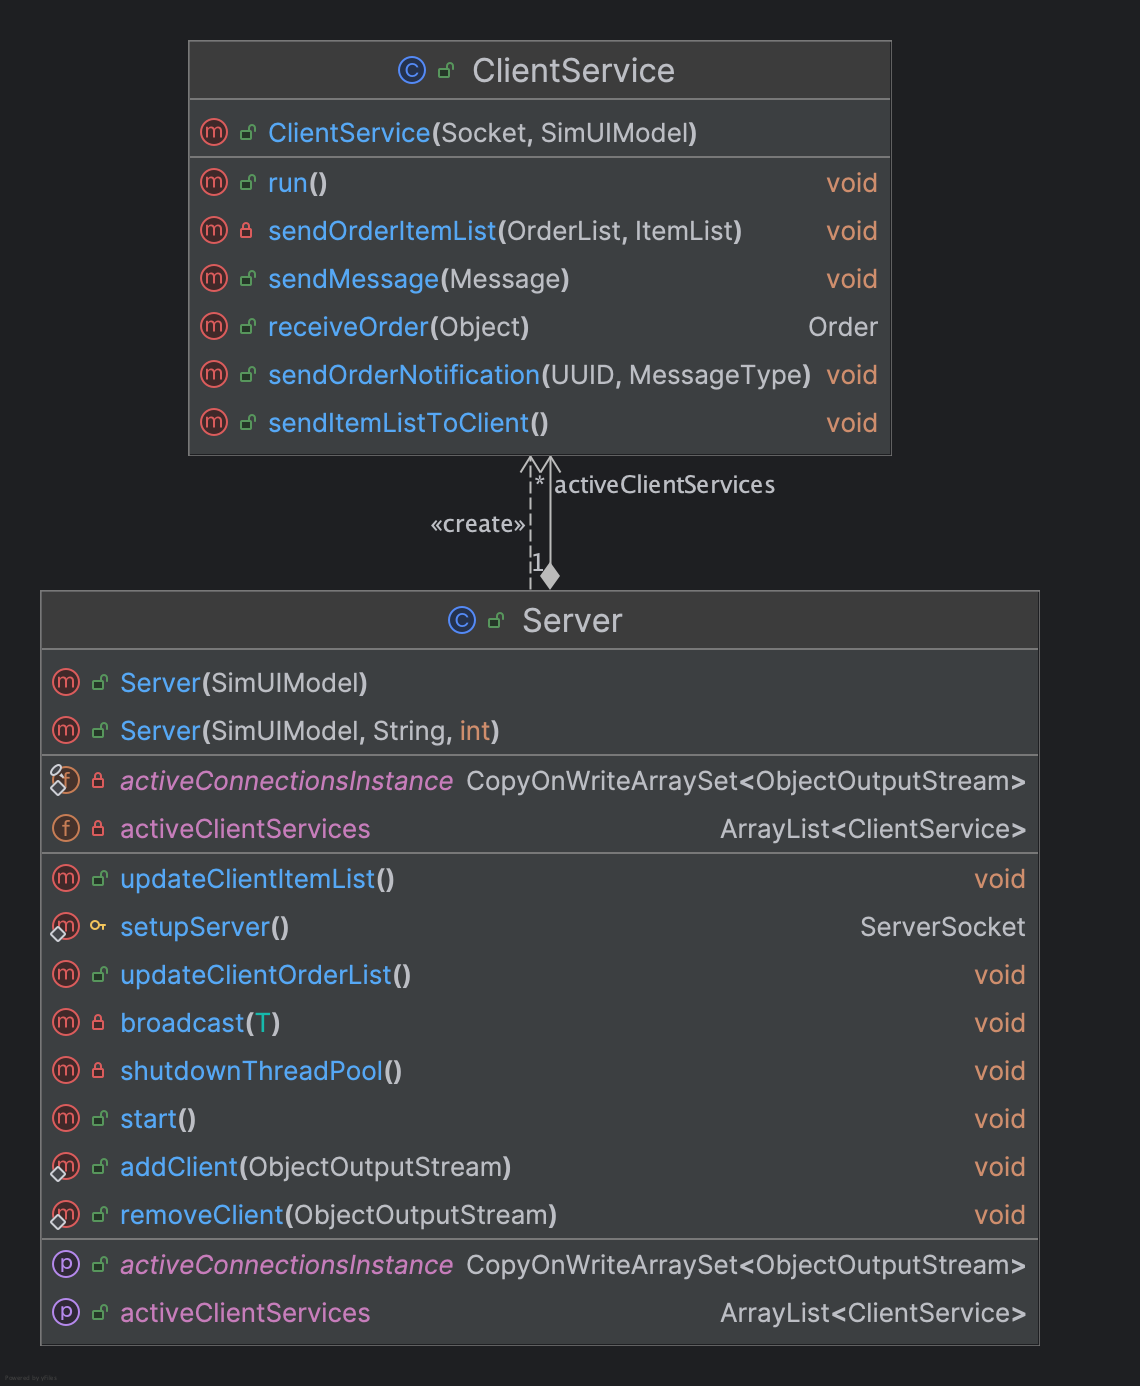 ClientService
ClientService(Socket, SimUIModel)
run() void
sendOrderItemList(OrderList, ItemList) void
sendMessage(Message) void
receiveOrder(Object) Order
sendOrderNotification(UUID, MessageType) void
sendItemListToClient() void
* activeClientServices
«create»
1
Server
Server(SimUIModel)
Server(SimUIModel, String, int)
activeConnectionsInstance CopyOnWriteArraySet<ObjectOutputStream>
activeClientServices ArrayList<ClientService>
updateClientItemList() void
setupServer() ServerSocket
updateClientOrderList() void
broadcast(T) void
shutdownThreadPool() void
start() void
addClient(ObjectOutputStream) void
removeClient(ObjectOutputStream) void
activeConnectionsInstance CopyOnWriteArraySet<ObjectOutputStream>
activeClientServices ArrayList<ClientService>
Powered by yFiles